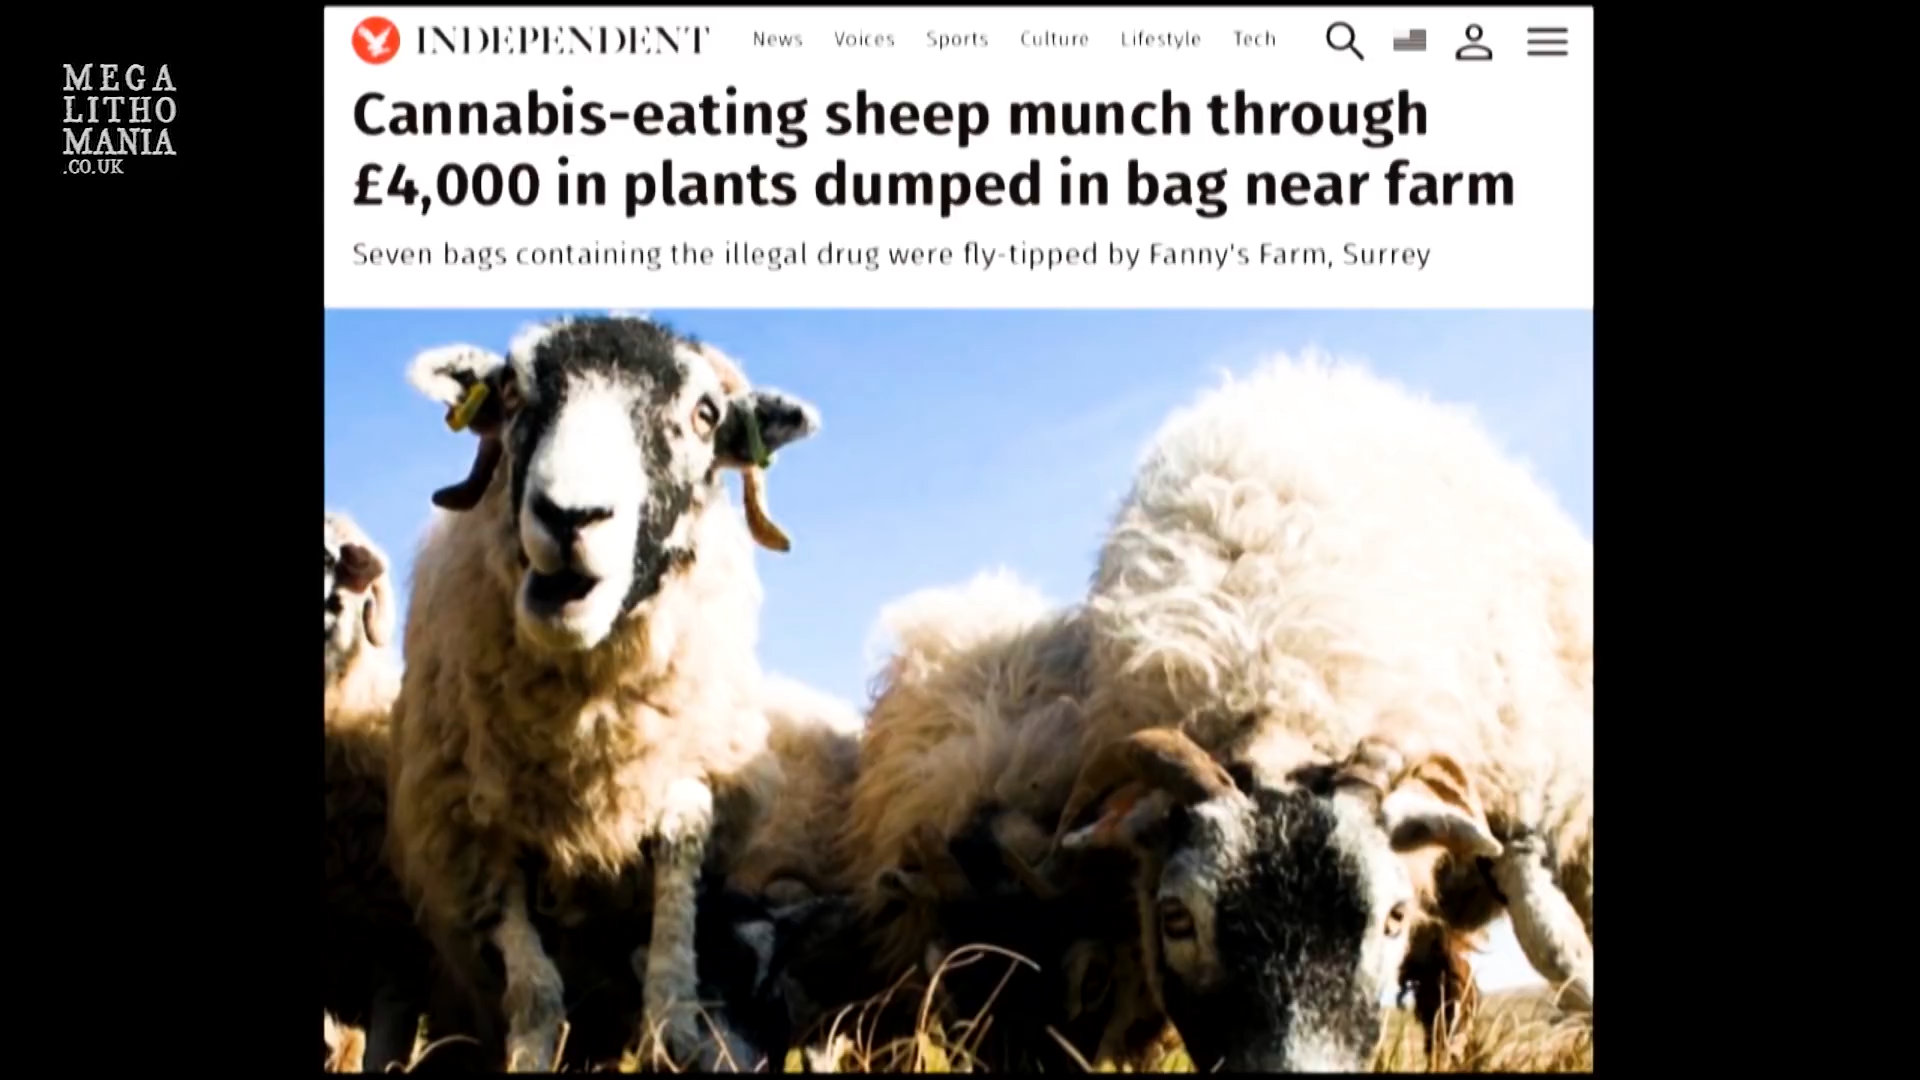 MEGA
LITHO
MANIA
.CO.UK
INDEPENDENT News Voices Sports Culture Lifestyle Tech
Cannabis-eating sheep munch through
£4,000 in plants dumped in bag near farm
Seven bags containing the illegal drug were fly-tipped by Fanny's Farm, Surrey